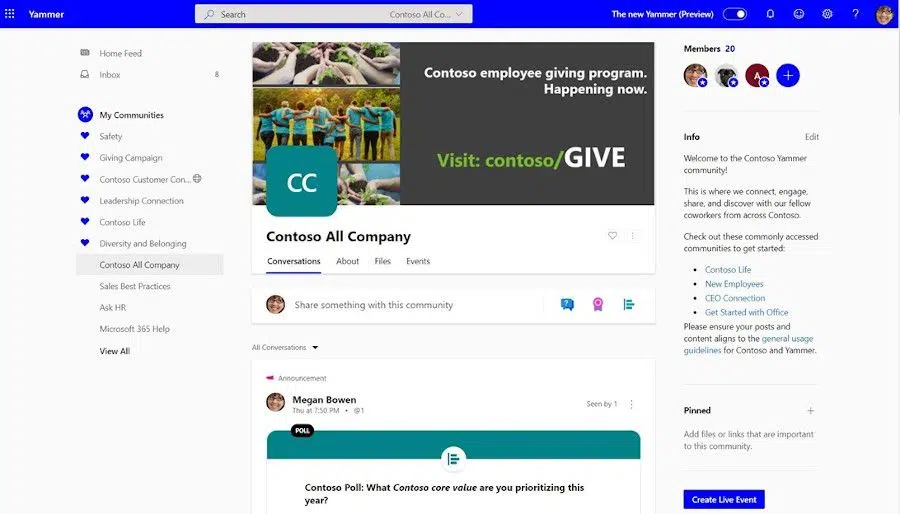 Yammer
Search
Contoso All Co...
The new Yammer (Preview)
?
Home Feed
Inbox 8
My Communities
Safety
Giving Campaign
Contoso Customer Con...
Leadership Connection
Contoso Life
Diversity and Belonging
Contoso All Company
Sales Best Practices
Ask HR
Microsoft 365 Help
View All
Contoso employee giving program.
Happening now.
Visit: contoso/GIVE
CC
Contoso All Company
Conversations About Files Events
Share something with this community
?
All Conversations
Announcement
Megan Bowen
Thu at 7:50 PM • @1
Seen by 1
POLL
Contoso Poll: What Contoso core value are you prioritizing this
year?
Members 20
A
Info Edit
Welcome to the Contoso Yammer
community!
This is where we connect, engage,
share, and discover with our fellow
coworkers from across Contoso.
Check out these commonly accessed
communities to get started:
• Contoso Life
• New Employees
• CEO Connection
• Get Started with Office
Please ensure your posts and
content aligns to the general usage
guidelines for Contoso and Yammer.
Pinned
Add files or links that are important
to this community.
Create Live Event